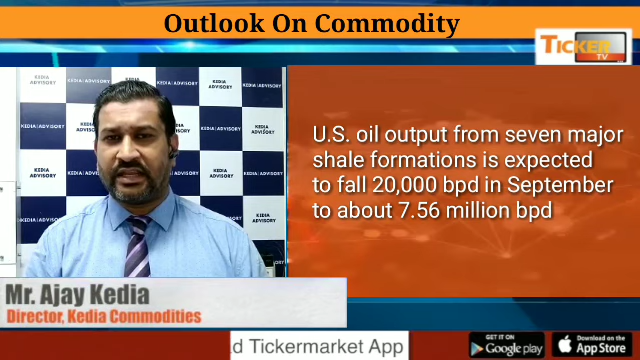 Outlook On Commodity
TICKER
TV
KEDIA ADVISORY
U.S. oil output from seven major
shale formations is expected
to fall 20,000 bpd in September
to about 7.56 million bpd
Mr. Ajay Kedia
Director, Kedia Commodities
d Tickermarket App
GET IT ON
Google play
Download on the
App Store